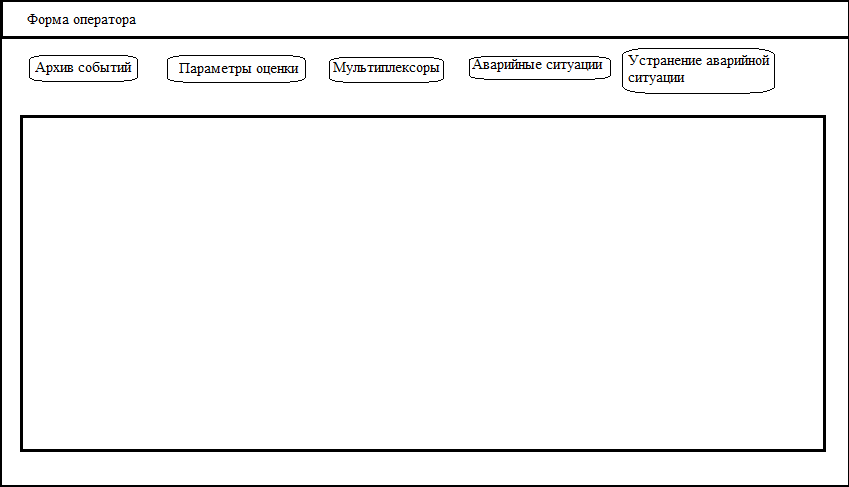 Форма оператора
Архив событий
Параметры оценки
Мультиплексоры
Аварийные ситуации
Устранение аварийной
ситуации